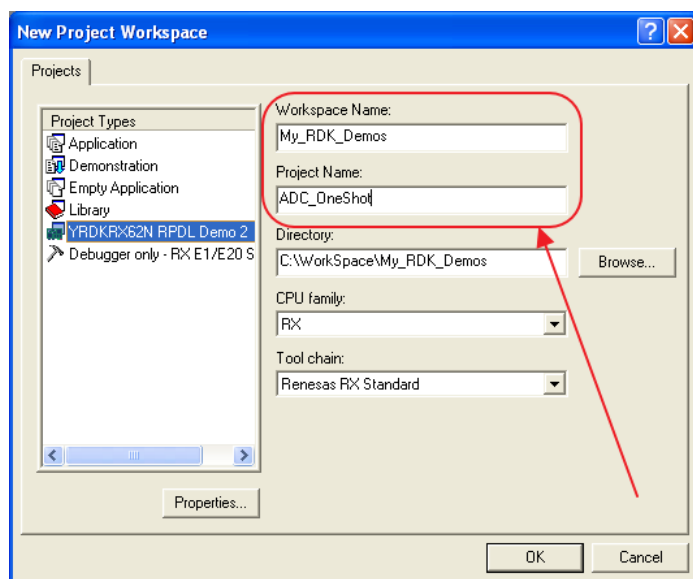 New Project Workspace
Projects
Project Types
Application
Demonstration
Empty Application
Library
YRDKRX62N RPDL Demo 2
Debugger only - RX E1/E20 S
Properties...
Workspace Name:
My_RDK_Demos
Project Name:
ADC_OneShot
Directory:
C:\WorkSpace\My_RDK_Demos
Browse...
CPU family:
RX
Tool chain:
Renesas RX Standard
OK
Cancel